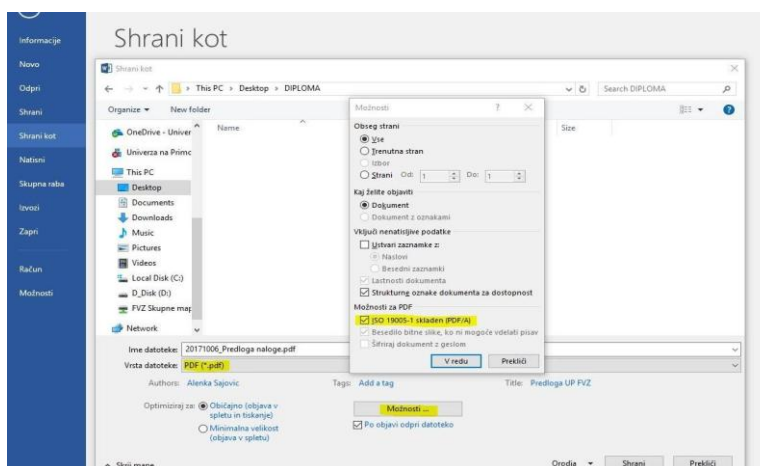 Shrani kot
Informacije
Novo
Odpri
Shrani
Shrani kot
Natisni
Skupna raba
Izvozi
Zapri
Račun
Možnosti
Shrani kot
This PC > Desktop > DIPLOMA
Search DIPLOMA
Organize
New folder
Name
Size
OneDrive - Univer
Univerza na Primo
This PC
Desktop
Documents
Downloads
Music
Pictures
Videos
Local Disk (C:)
D_Disk (D:)
FVZ Skupne map
Network
Možnosti
Obseg strani
Vse
Trenutna stran
Izbor
Strani Od: 1 Do: 1
Kaj želite objaviti
Dokument
Dokument z oznakami
Vključi nenatisljive podatke
Ustvari zaznamke z:
Naslovi
Besedni zaznamki
Lastnosti dokumenta
Strukturne oznake dokumenta za dostopnost
Možnosti za PDF
ISO 19005-1 skladen (PDF/A)
Besedilo bitne slike, ko ni mogoče vdelati pisav
Šifriraj dokument z geslom
V redu Prekliči
Ime datoteke: 20171006_Predloga naloge.pdf
Vrsta datoteke: PDF (*.pdf)
Authors: Alenka Sajovic
Tags: Add a tag
Title: Predloga UP FVZ
Optimiziraj za: Običajno (objava v
spletu in tiskanje)
Minimalna velikost
(objava v spletu)
Možnosti ...
Po objavi odpri datoteko
Skrij mape
Orodja Shrani Prekliči